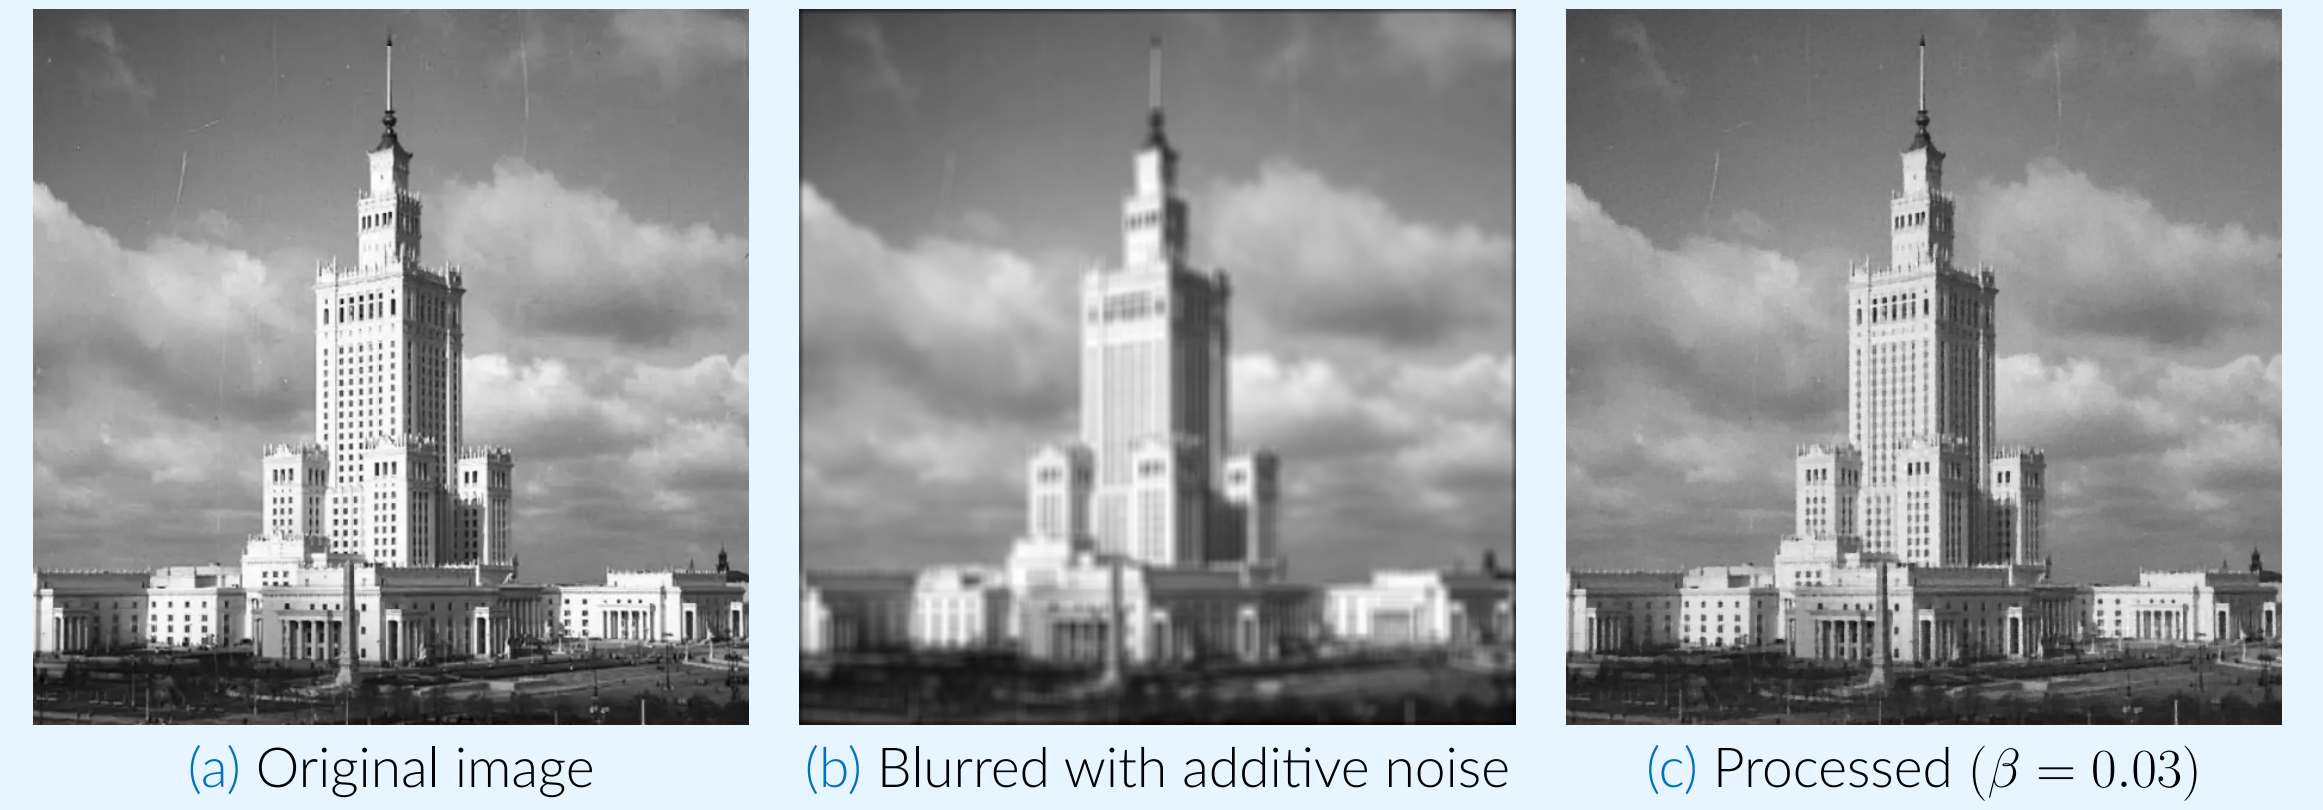 (a) Original image
(b) Blurred with additive noise
(c) Processed (β = 0.03)